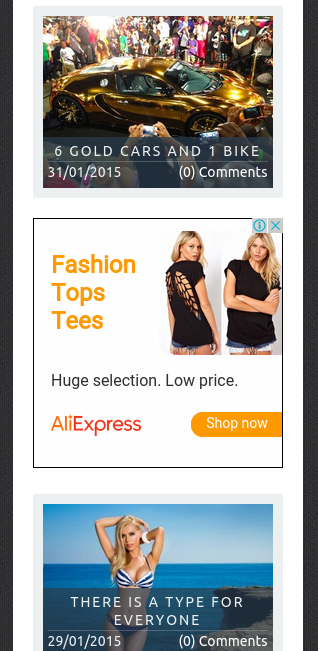 6 GOLD CARS AND 1 BIKE
31/01/2015 (0) Comments
Fashion
Tops
Tees
Huge selection. Low price.
AliExpress
Shop now
THERE IS A TYPE FOR
EVERYONE
29/01/2015 (0) Comments